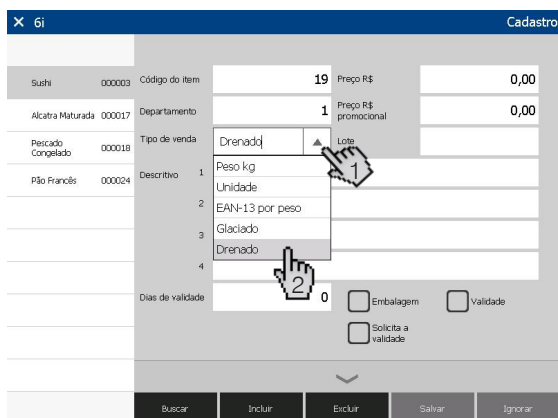 ✕ 6i Cadastro
Sushi 000003
Alcatra Maturada 000017
Pescado
Congelado 000018
Pão Francês 000024
Código do item 19 Preço R$ 0,00
Departamento 1 Preço R$
promocional 0,00
Tipo de venda Drenado Lote
1
Descritivo 1 Peso kg
Unidade
2 EAN-13 por peso
3 Glaciado
Drenado
4
2
Dias de validade 0 Embalagem Validade
Solicita a
validade
Buscar Incluir Excluir Salvar Ignorar